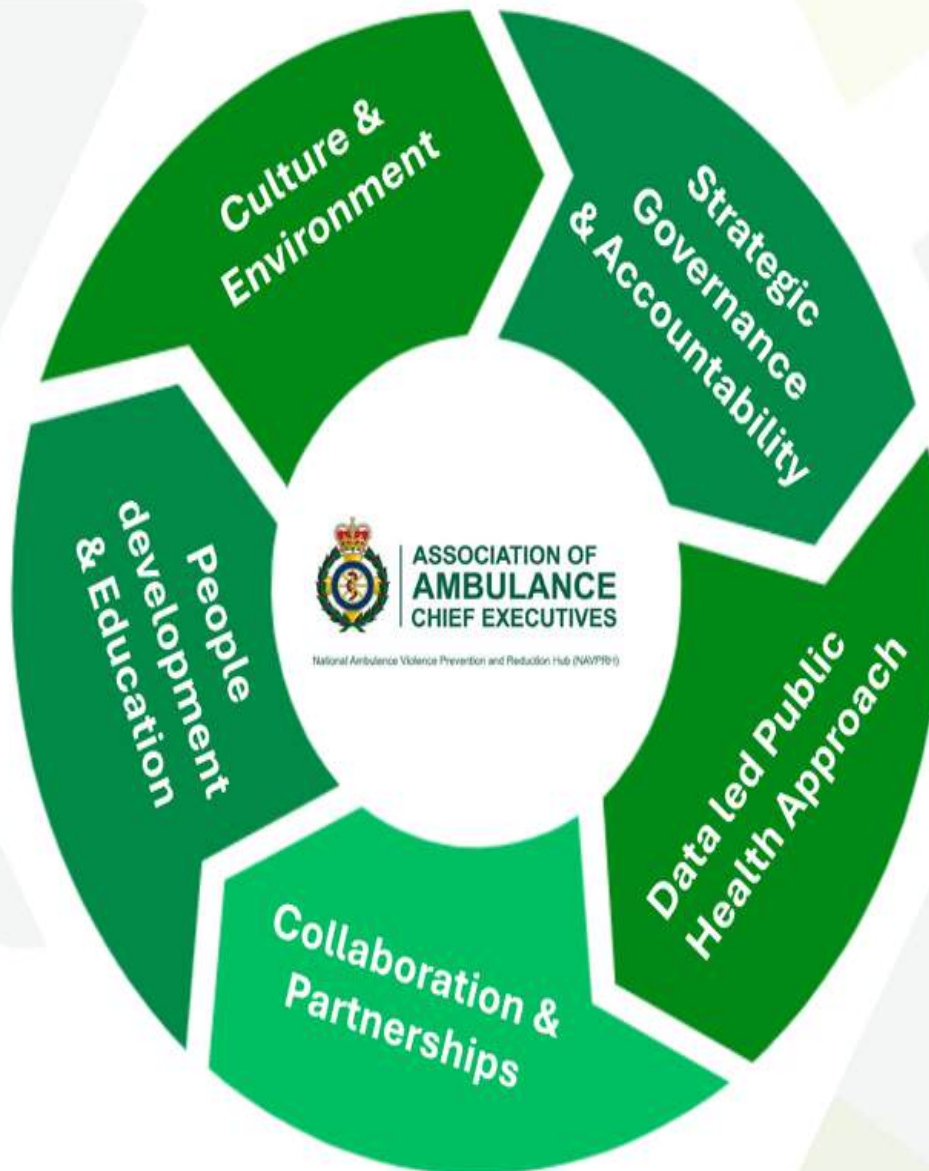 Culture &
Environment
Strategic
Governance
& Accountability
Data led Public
Health Approach
Collaboration &
Partnerships
People
development
& Education
ASSOCIATION OF
AMBULANCE
CHIEF EXECUTIVES
National Ambulance Violence Prevention and Reduction Hub (NAVPRH)